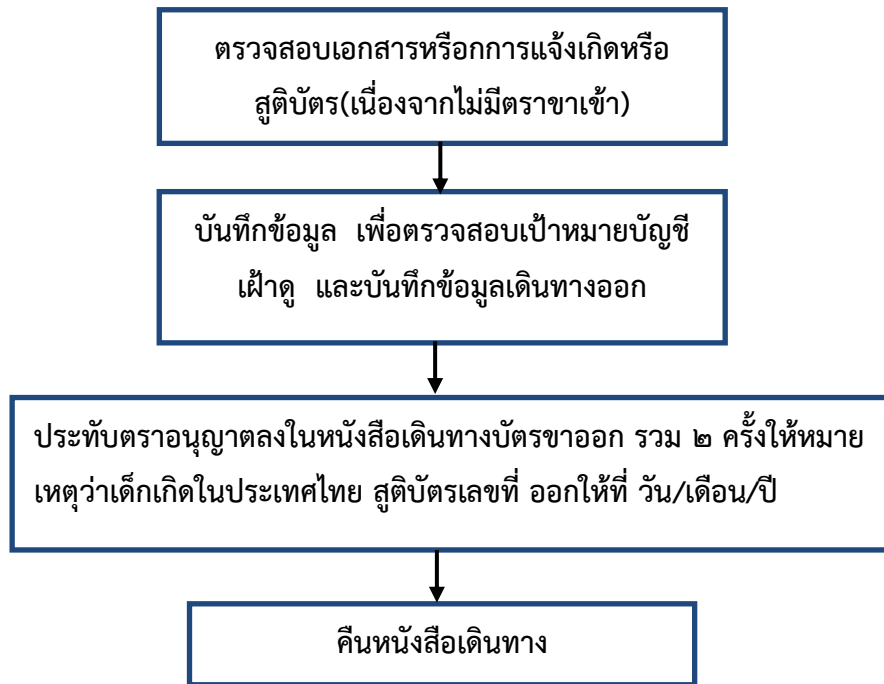 ตรวจสอบเอกสารหรือกการแจ้งเกิดหรือ
สูติบัตร(เนื่องจากไม่มีตราขาเข้า)
บันทึกข้อมูล เพื่อตรวจสอบเป้าหมายบัญชี
เฝ้าดู และบันทึกข้อมูลเดินทางออก
ประทับตราอนุญาตลงในหนังสือเดินทางบัตรขาออก รวม ๒ ครั้งให้หมาย
เหตุว่าเด็กเกิดในประเทศไทย สูติบัตรเลขที่ ออกให้ที่ วัน/เดือน/ปี
คืนหนังสือเดินทาง